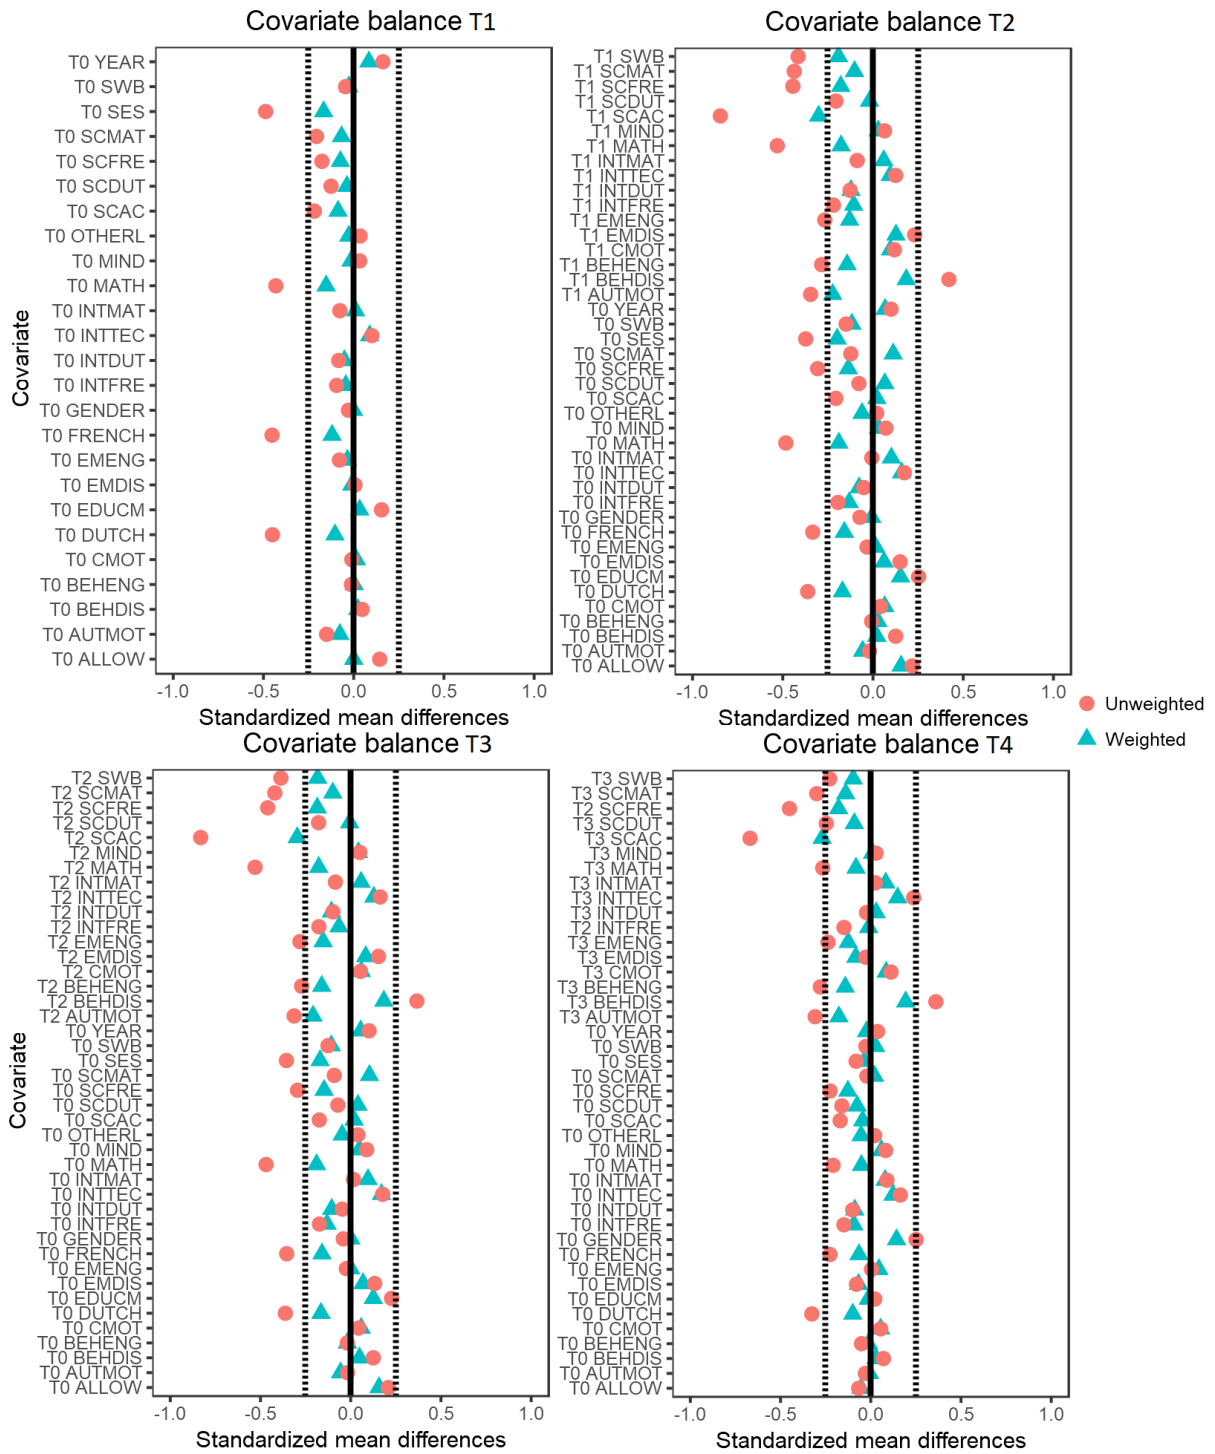 Covariate balance T1
Covariate
T0 YEAR
T0 SWB
T0 SES
T0 SCMAT
T0 SCFRE
T0 SCDUT
T0 SCAC
T0 OTHERL
T0 MIND
T0 MATH
T0 INTMAT
T0 INTTEC
T0 INTDUT
T0 INTFRE
T0 GENDER
T0 FRENCH
T0 EMENG
T0 EMDIS
T0 EDUCM
T0 DUTCH
T0 CMOT
T0 BEHENG
T0 BEHDIS
T0 AUTMOT
T0 ALLOW
-1.0 -0.5 0.0 0.5 1.0
Standardized mean differences
Covariate balance T2
T1 SWB
T1 SCMAT
T1 SCFRE
T1 SCDUT
T1 SCAC
T1 MIND
T1 MATH
T1 INTMAT
T1 INTTEC
T1 INTDUT
T1 INTFRE
T1 EMENG
T1 EMDIS
T1 CMOT
T1 BEHENG
T1 BEHDIS
T1 AUTMOT
T0 YEAR
T0 SWB
T0 SES
T0 SCMAT
T0 SCFRE
T0 SCDUT
T0 SCAC
T0 OTHERL
T0 MIND
T0 MATH
T0 INTMAT
T0 INTTEC
T0 INTDUT
T0 INTFRE
T0 GENDER
T0 FRENCH
T0 EMENG
T0 EMDIS
T0 EDUCM
T0 DUTCH
T0 CMOT
T0 BEHENG
T0 BEHDIS
T0 AUTMOT
T0 ALLOW
-1.0 -0.5 0.0 0.5 1.0
Standardized mean differences
Unweighted
Weighted
Covariate balance T3
Covariate
T2 SWB
T2 SCMAT
T2 SCFRE
T2 SCDUT
T2 SCAC
T2 MIND
T2 MATH
T2 INTMAT
T2 INTTEC
T2 INTDUT
T2 INTFRE
T2 EMENG
T2 EMDIS
T2 CMOT
T2 BEHENG
T2 BEHDIS
T2 AUTMOT
T0 YEAR
T0 SWB
T0 SES
T0 SCMAT
T0 SCFRE
T0 SCDUT
T0 SCAC
T0 OTHERL
T0 MIND
T0 MATH
T0 INTMAT
T0 INTTEC
T0 INTDUT
T0 INTFRE
T0 GENDER
T0 FRENCH
T0 EMENG
T0 EMDIS
T0 EDUCM
T0 DUTCH
T0 CMOT
T0 BEHENG
T0 BEHDIS
T0 AUTMOT
T0 ALLOW
-1.0 -0.5 0.0 0.5 1.0
Standardized mean differences
Covariate balance T4
T3 SWB
T3 SCMAT
T2 SCFRE
T3 SCDUT
T3 SCAC
T3 MIND
T3 MATH
T3 INTMAT
T3 INTTEC
T3 INTDUT
T2 INTFRE
T3 EMENG
T3 EMDIS
T3 CMOT
T3 BEHENG
T3 BEHDIS
T3 AUTMOT
T0 YEAR
T0 SWB
T0 SES
T0 SCMAT
T0 SCFRE
T0 SCDUT
T0 SCAC
T0 OTHERL
T0 MIND
T0 MATH
T0 INTMAT
T0 INTTEC
T0 INTDUT
T0 INTFRE
T0 GENDER
T0 FRENCH
T0 EMENG
T0 EMDIS
T0 EDUCM
T0 DUTCH
T0 CMOT
T0 BEHENG
T0 BEHDIS
T0 AUTMOT
T0 ALLOW
-1.0 -0.5 0.0 0.5 1.0
Standardized mean differences